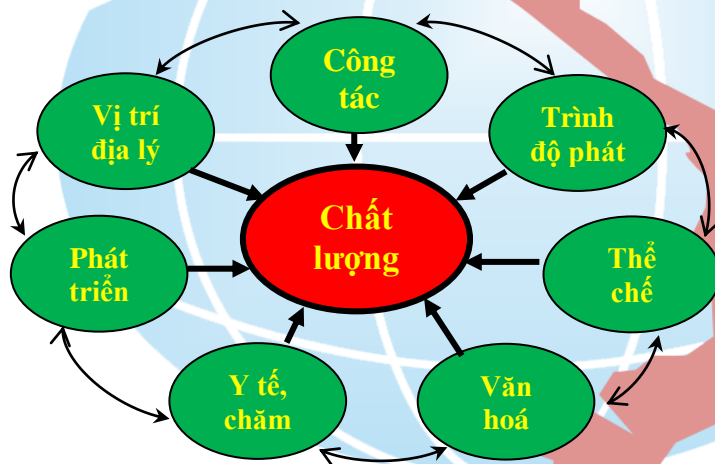 Công
tác
Vị trí
địa lý
Trình
độ phát
Chất
lượng
Phát
triển
Thể
chế
Y tế,
chăm
Văn
hoá